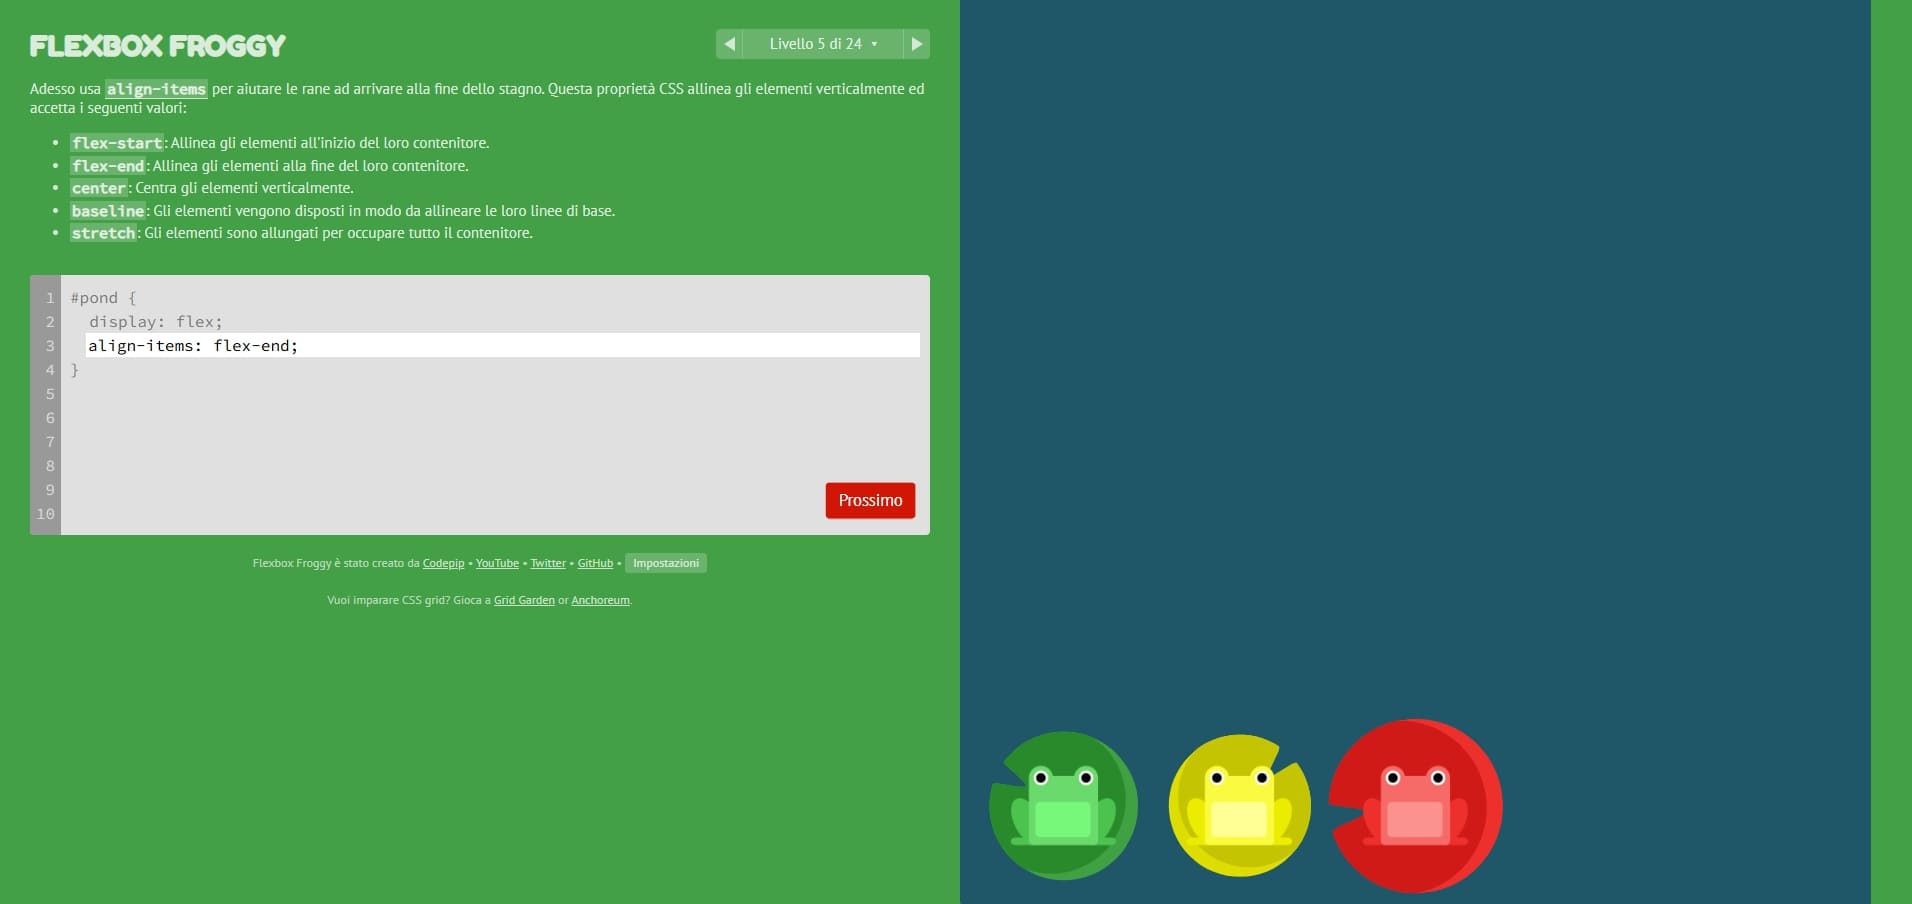 FLEXBOX FROGGY
Livello 5 di 24
Adesso usa align-items per aiutare le rane ad arrivare alla fine dello stagno. Questa proprietà CSS allinea gli elementi verticalmente ed
accetta i seguenti valori:
• flex-start: Allinea gli elementi all'inizio del loro contenitore.
• flex-end: Allinea gli elementi alla fine del loro contenitore.
• center: Centra gli elementi verticalmente.
• baseline: Gli elementi vengono disposti in modo da allineare le loro linee di base.
• stretch: Gli elementi sono allungati per occupare tutto il contenitore.
1 #pond {
2 display: flex;
3 align-items: flex-end;
4 }
5
6
7
8
9
10
Prossimo
Flexbox Froggy è stato creato da Codepip • YouTube • Twitter • GitHub • Impostazioni
Vuoi imparare CSS grid? Gioca a Grid Garden or Anchoreum.